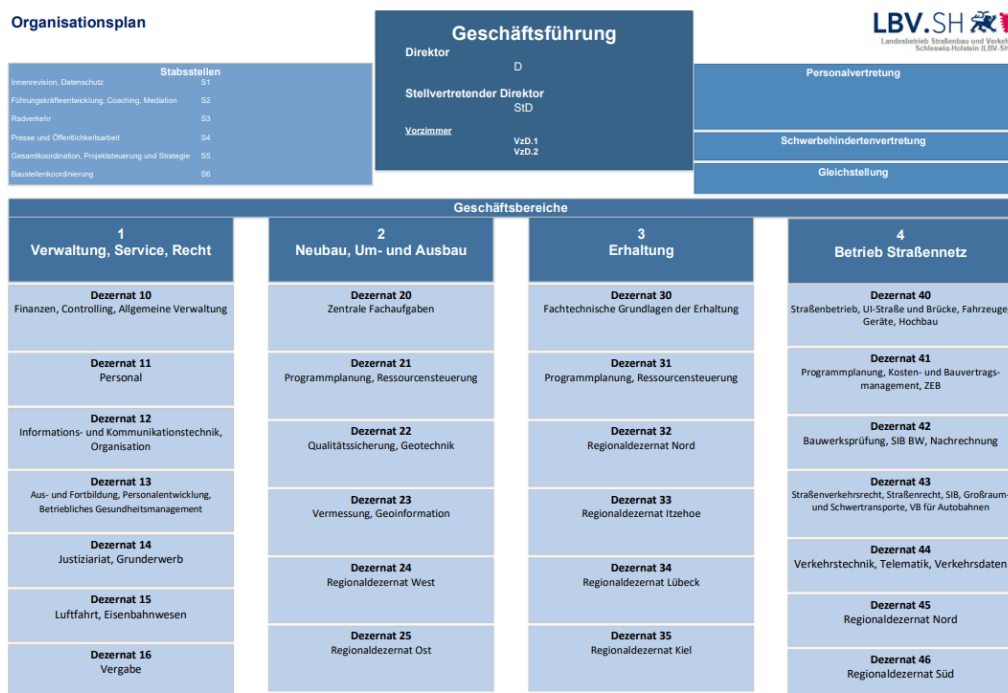 Organisationsplan
LBV.SH
Landesbetrieb Straßenbau und Verkehr
Schleswig-Holstein (LBV-SH)
Geschäftsführung
Direktor
D
Stellvertretender Direktor
StD
Vorzimmer
VzD.1
VzD.2
Stabsstellen
Innenrevision, Datenschutz S1
Führungskräfteentwicklung, Coaching, Mediation S2
Radverkehr S3
Presse und Öffentlichkeitsarbeit S4
Gesamtkoordination, Projektsteuerung und Strategie S5
Baustellenkoordinierung S6
Personalvertretung
Schwerbehindertenvertretung
Gleichstellung
Geschäftsbereiche
1
Verwaltung, Service, Recht
Dezernat 10
Finanzen, Controlling, Allgemeine Verwaltung
Dezernat 11
Personal
Dezernat 12
Informations- und Kommunikationstechnik,
Organisation
Dezernat 13
Aus- und Fortbildung, Personalentwicklung,
Betriebliches Gesundheitsmanagement
Dezernat 14
Justiziariat, Grunderwerb
Dezernat 15
Luftfahrt, Eisenbahnwesen
Dezernat 16
Vergabe
2
Neubau, Um- und Ausbau
Dezernat 20
Zentrale Fachaufgaben
Dezernat 21
Programmplanung, Ressourcensteuerung
Dezernat 22
Qualitätssicherung, Geotechnik
Dezernat 23
Vermessung, Geoinformation
Dezernat 24
Regionaldezernat West
Dezernat 25
Regionaldezernat Ost
3
Erhaltung
Dezernat 30
Fachtechnische Grundlagen der Erhaltung
Dezernat 31
Programmplanung, Ressourcensteuerung
Dezernat 32
Regionaldezernat Nord
Dezernat 33
Regionaldezernat Itzehoe
Dezernat 34
Regionaldezernat Lübeck
Dezernat 35
Regionaldezernat Kiel
4
Betrieb Straßennetz
Dezernat 40
Straßenbetrieb, UI-Straße und Brücke, Fahrzeuge,
Geräte, Hochbau
Dezernat 41
Programmplanung, Kosten- und Bauvertrags-
management, ZEB
Dezernat 42
Bauwerksprüfung, SIB BW, Nachrechnung
Dezernat 43
Straßenverkehrsrecht, Straßenrecht, SIB, Großraum-
und Schwertransporte, VB für Autobahnen
Dezernat 44
Verkehrstechnik, Telematik, Verkehrsdaten
Dezernat 45
Regionaldezernat Nord
Dezernat 46
Regionaldezernat Süd